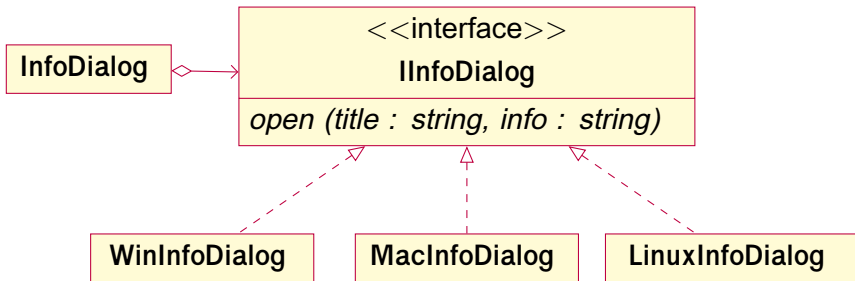 <<interface>>
InfoDialog
IInfoDialog
open (title : string, info : string)
WinInfoDialog
MacInfoDialog
LinuxInfoDialog